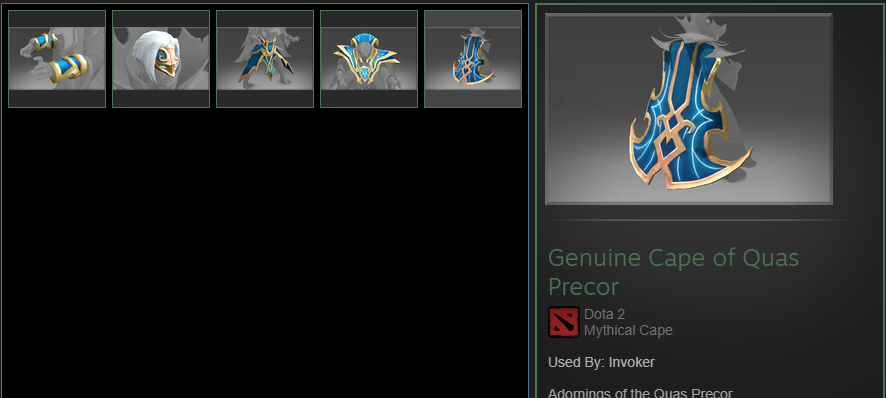 Genuine Cape of Quas
Precor
Dota 2
Mythical Cape
Used By: Invoker
Adornings of the Quas Precor